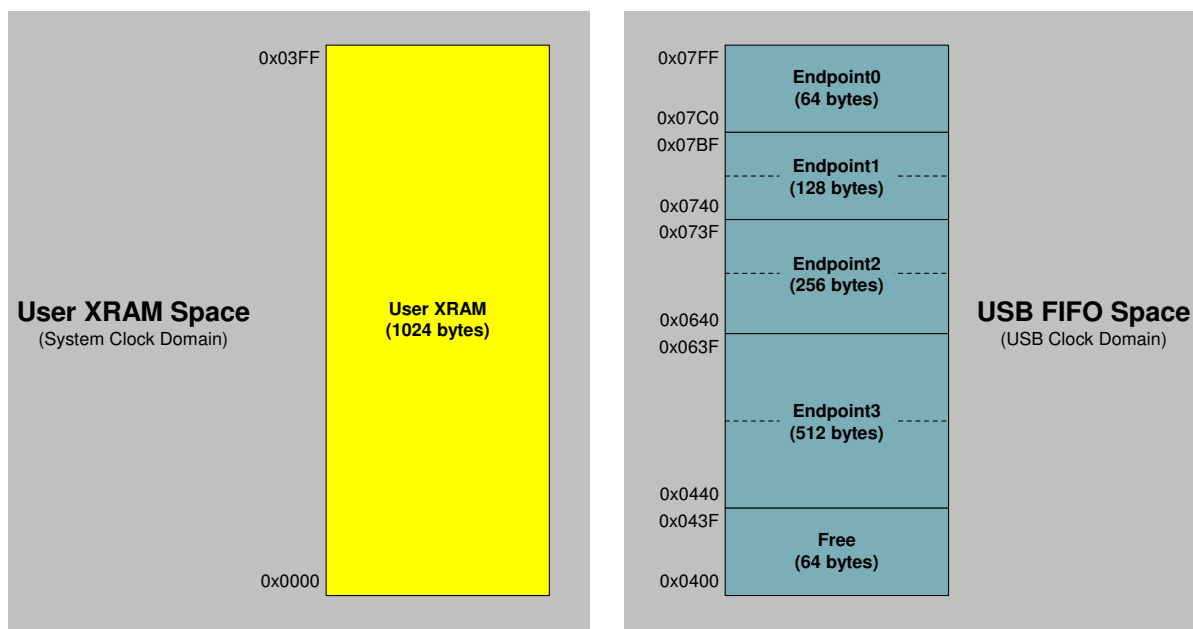 0x03FF
User XRAM Space
(System Clock Domain)
User XRAM
(1024 bytes)
0x0000
0x07FF
Endpoint0
(64 bytes)
0x07C0
0x07BF
Endpoint1
(128 bytes)
0x0740
0x073F
Endpoint2
(256 bytes)
0x0640
0x063F
Endpoint3
(512 bytes)
0x0440
0x043F
Free
(64 bytes)
0x0400
USB FIFO Space
(USB Clock Domain)